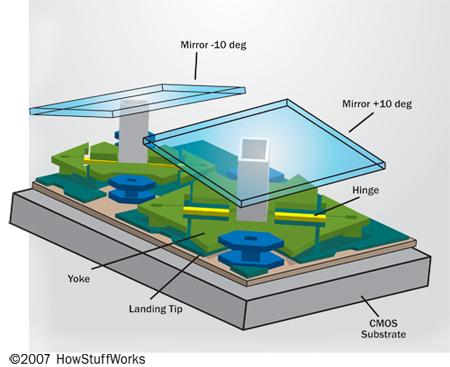 Mirror -10 deg
Mirror +10 deg
Hinge
Yoke
Landing Tip
CMOS
Substrate
©2007 HowStuffWorks